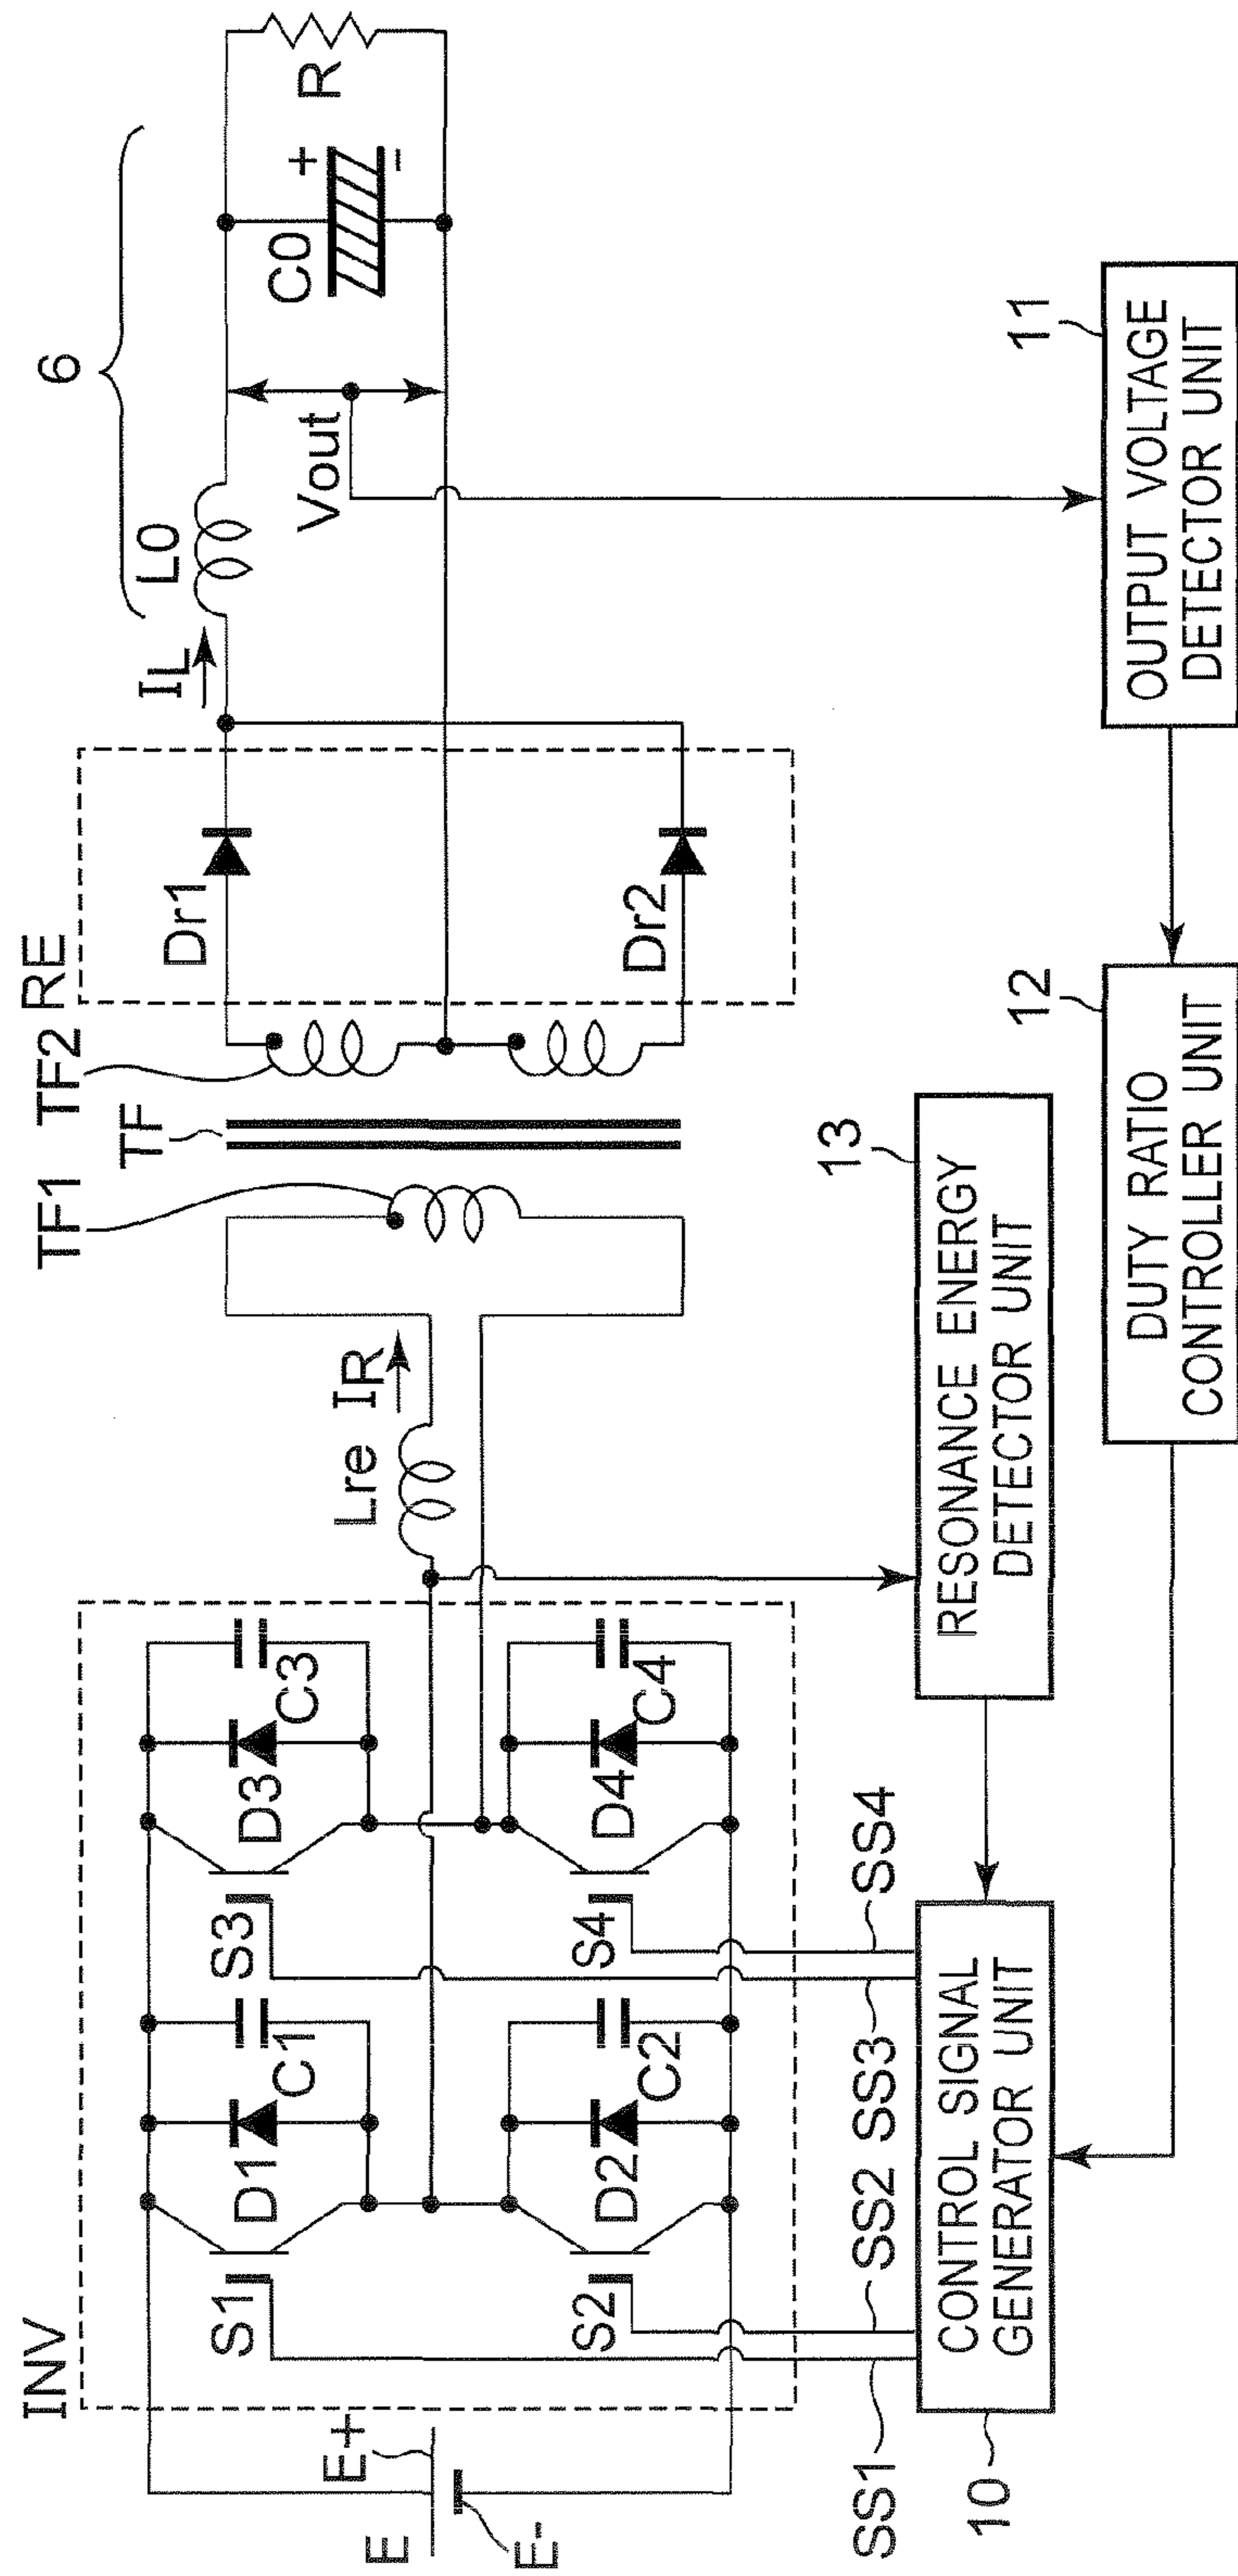 INV
E
E+
E-
S1
D1
C1
S2
D2
C2
S3
D3
C3
S4
D4
C4
SS1
SS2
SS3
SS4
Lre
IR
TF1
TF
TF2
RE
Dr1
Dr2
IL
L0
6
Vout
C0
+
-
R
10
CONTROL SIGNAL
GENERATOR UNIT
13
RESONANCE ENERGY
DETECTOR UNIT
12
DUTY RATIO
CONTROLLER UNIT
11
OUTPUT VOLTAGE
DETECTOR UNIT